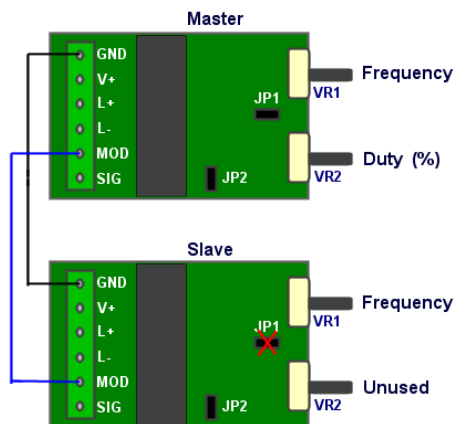 Master
GND
V+
L+
L-
MOD
SIG
JP1
JP2
VR1
Frequency
VR2
Duty (%)
Slave
GND
V+
L+
L-
MOD
SIG
JP1
JP2
VR1
Frequency
VR2
Unused